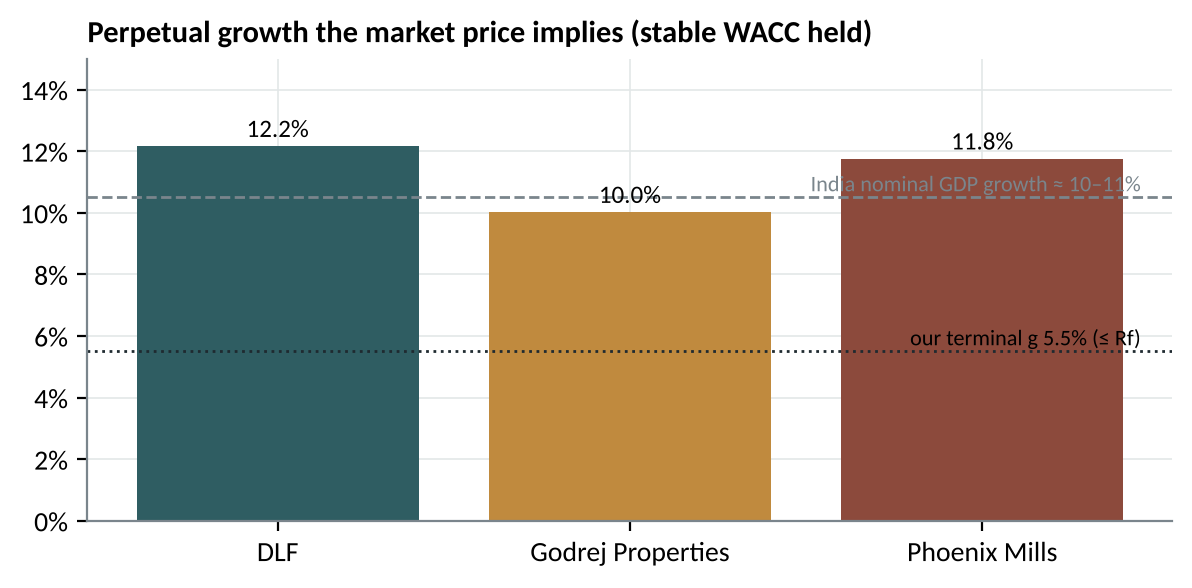 Perpetual growth the market price implies (stable WACC held)
14%
12%
10%
8%
6%
4%
2%
0%
12.2%
10.0%
11.8%
India nominal GDP growth ≈ 10–11%
our terminal g 5.5% (≤ Rf)
DLF
Godrej Properties
Phoenix Mills